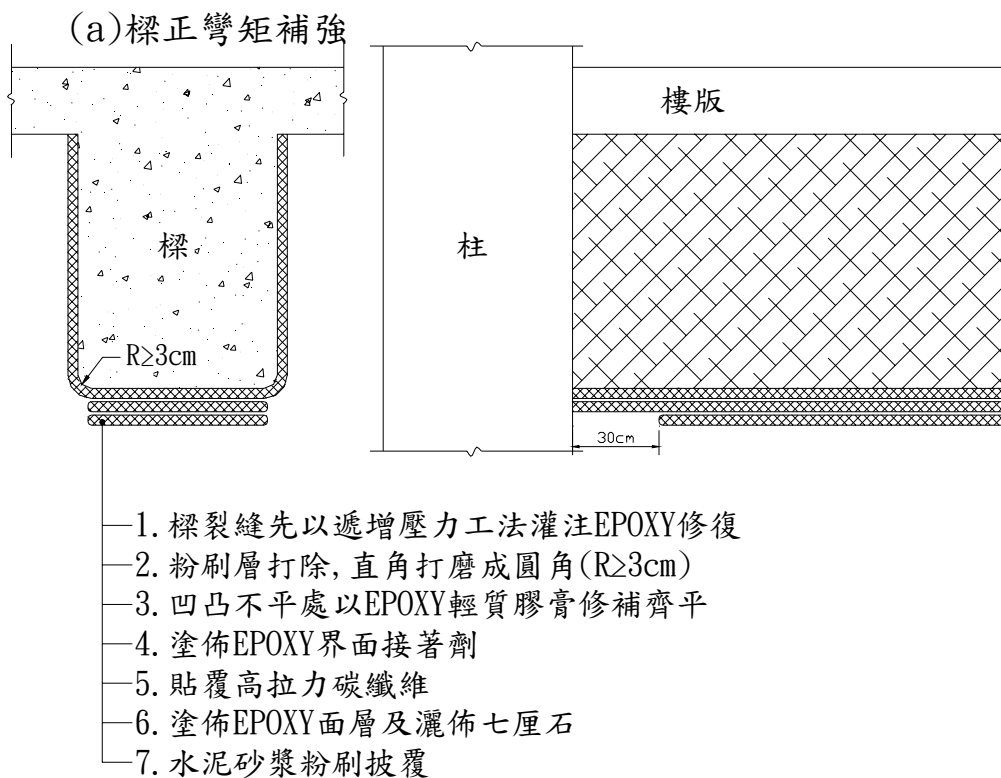 (a)樑正彎矩補強
樓版
樑
柱
R≥3cm
30cm
1. 樑裂縫先以遞增壓力工法灌注EPOXY修復
2. 粉刷層打除, 直角打磨成圓角(R≥3cm)
3. 凹凸不平處以EPOXY輕質膠膏修補齊平
4. 塗佈EPOXY界面接著劑
5. 貼覆高拉力碳纖維
6. 塗佈EPOXY面層及灑佈七厘石
7. 水泥砂漿粉刷披覆